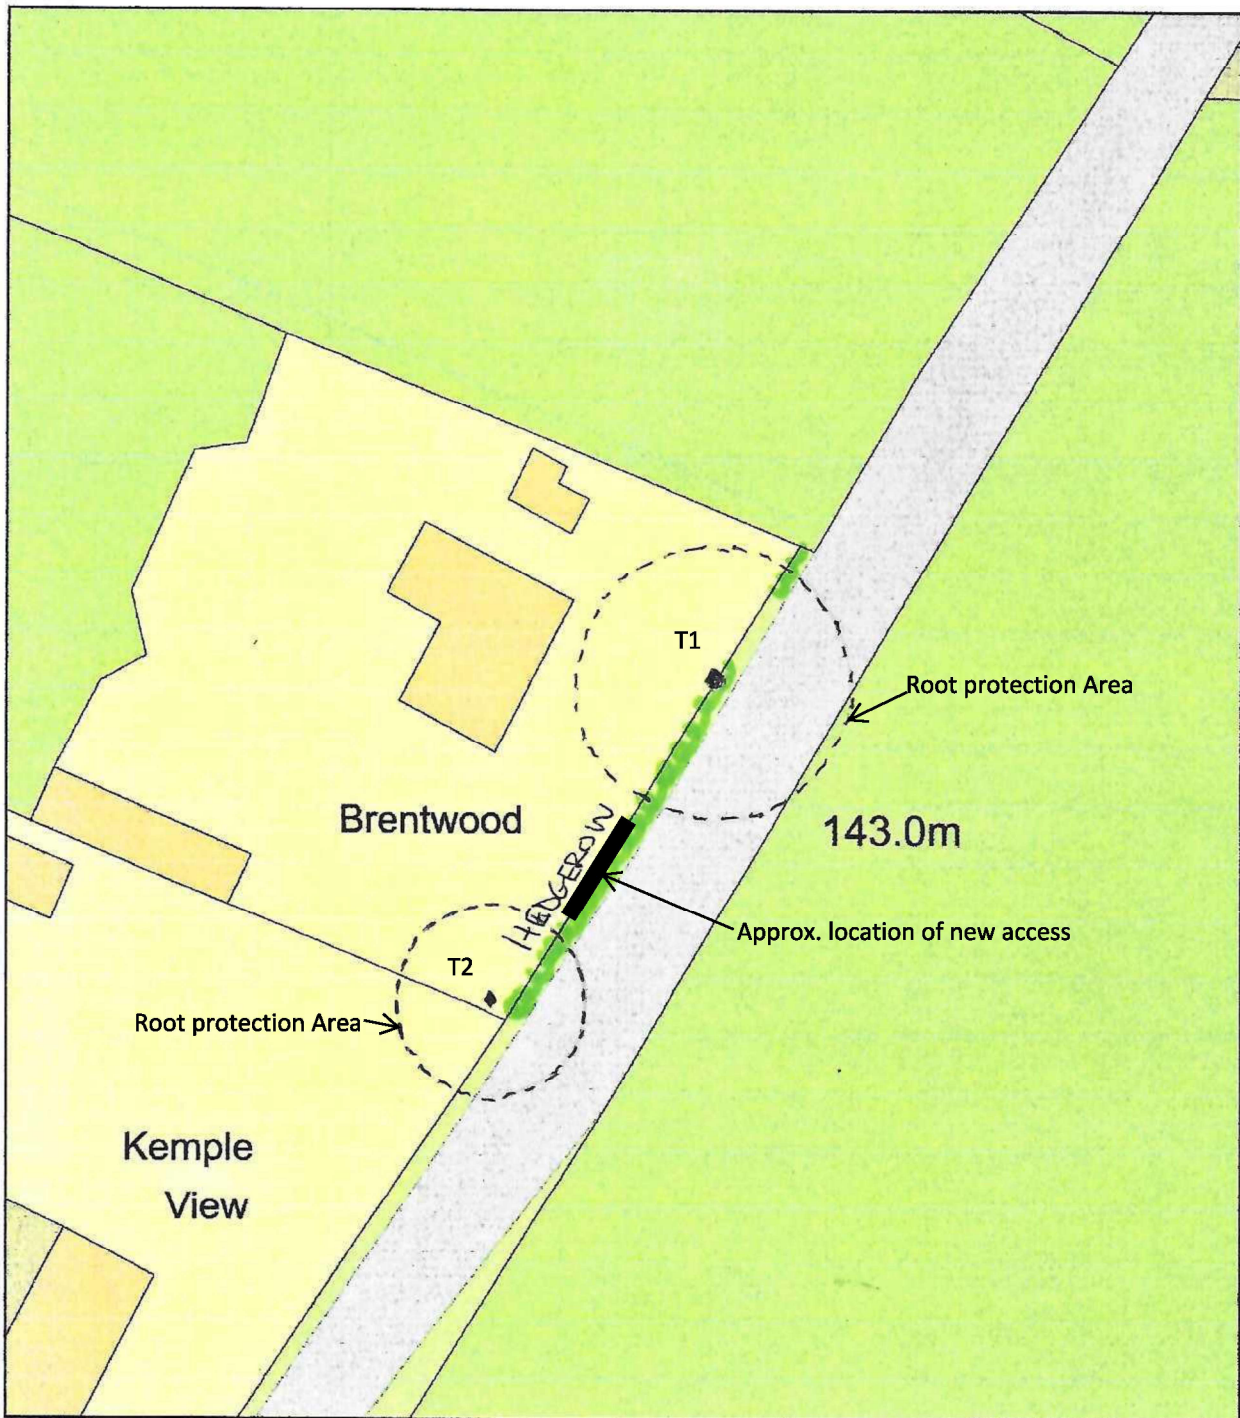 T1
Root protection Area
Brentwood
143.0m
HEDGEROW
Approx. location of new access
T2
Root protection Area
Kemple
View